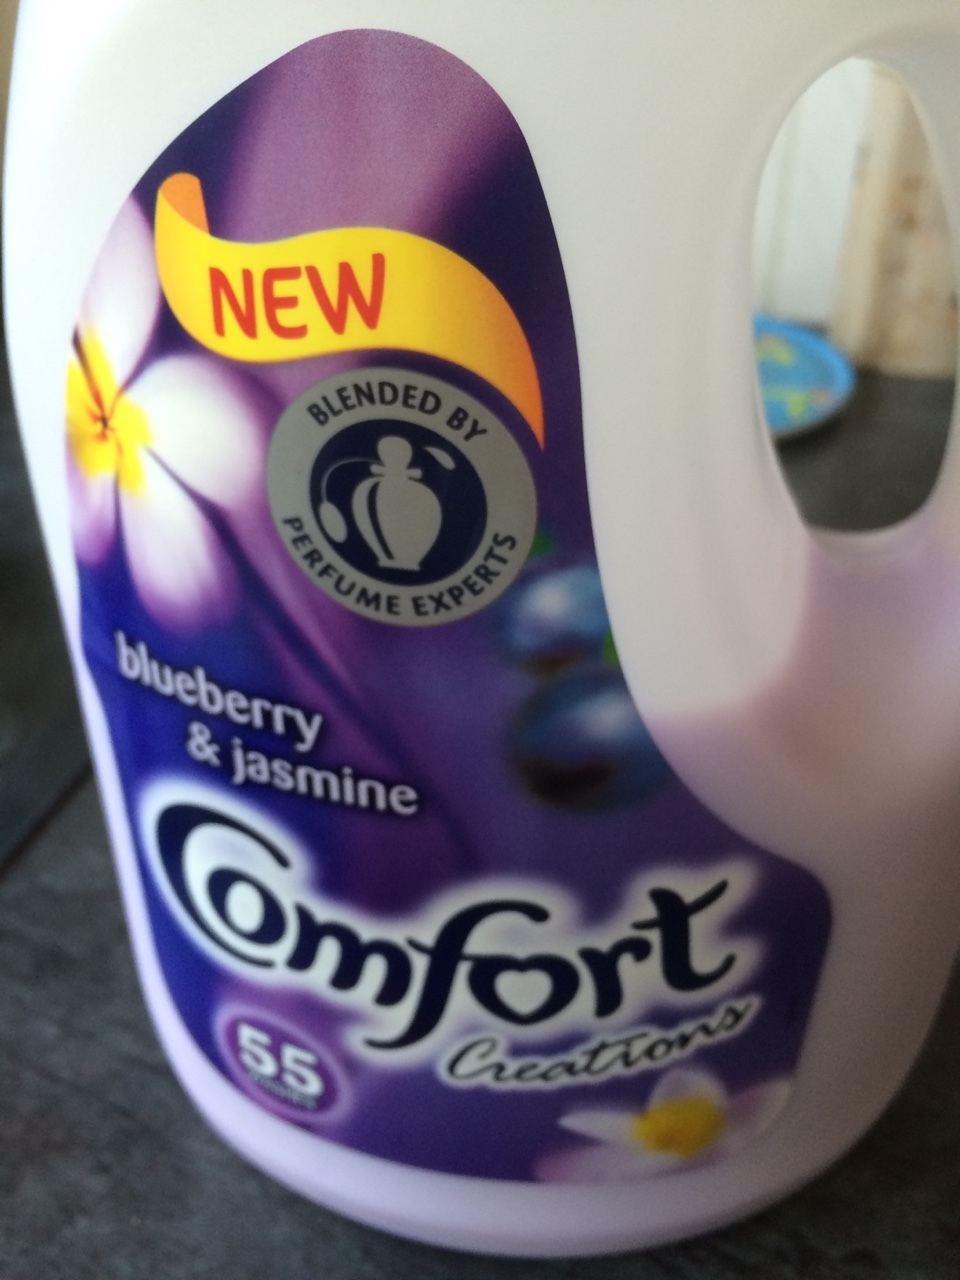 NEW
BLENDED BY
PERFUME EXPERTS
blueberry
& jasmine
Comfort
Creations
55